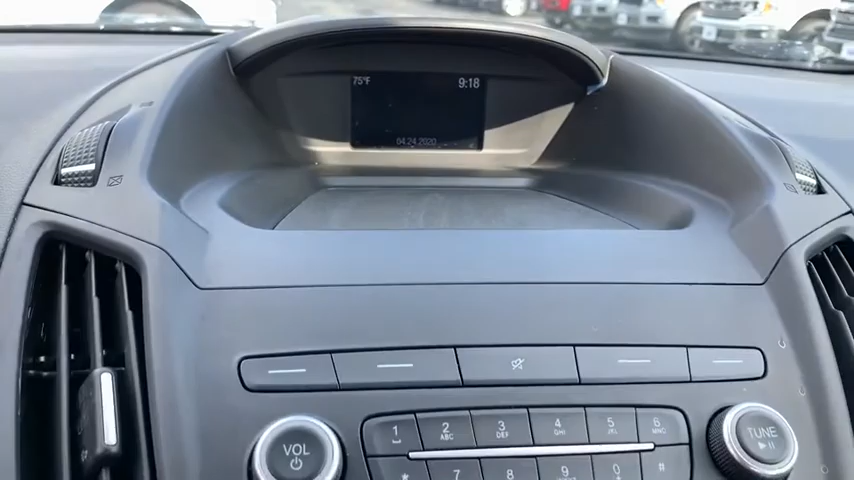 75°F 9:18
04.24.2020
1 2 ABC 3 DEF 4 GHI 5 JKL 6 MNO
VOL
TUNE
* 7 8 9 0 #